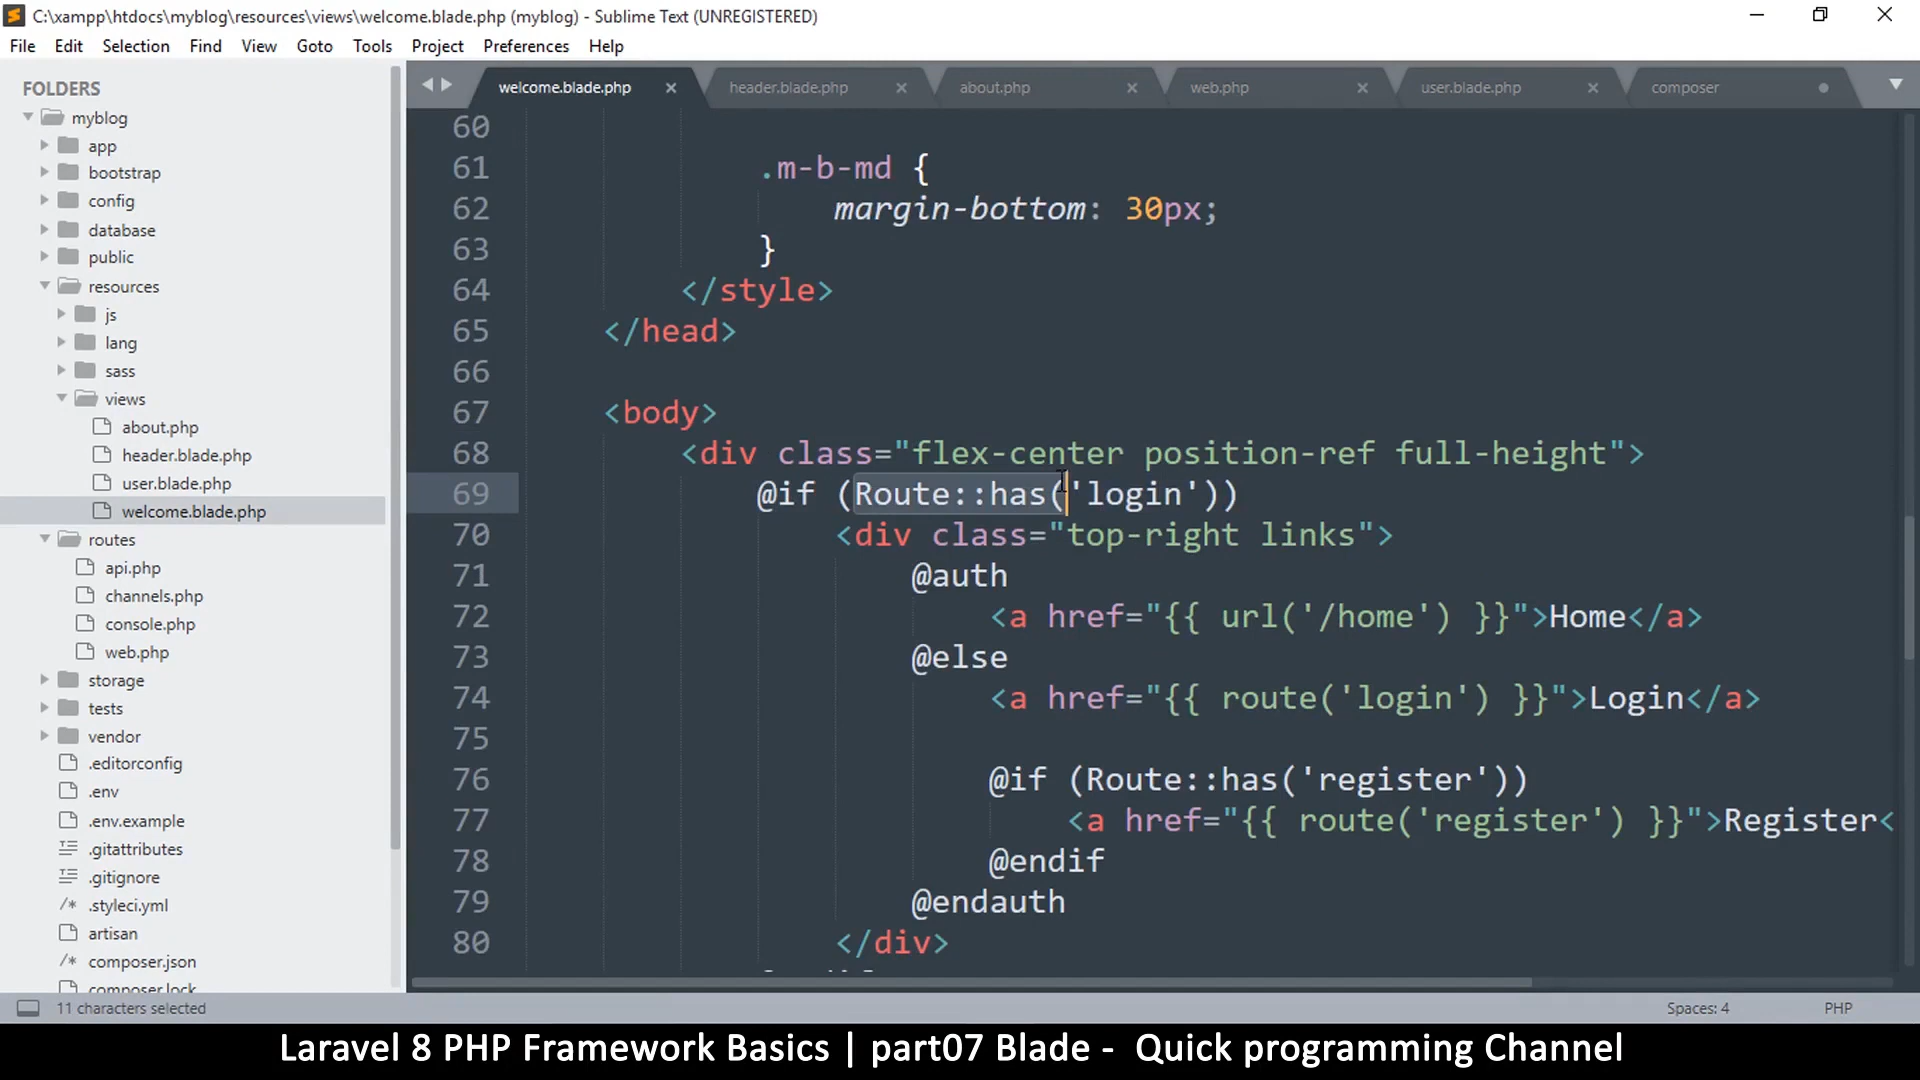 C:\xampp\htdocs\myblog\resources\views\welcome.blade.php (myblog) - Sublime Text (UNREGISTERED)
File Edit Selection Find View Goto Tools Project Preferences Help
FOLDERS
myblog
app
bootstrap
config
database
public
resources
js
lang
sass
views
about.php
header.blade.php
user.blade.php
welcome.blade.php
routes
api.php
channels.php
console.php
web.php
storage
tests
vendor
.editorconfig
.env
.env.example
.gitattributes
.gitignore
/* .styleci.yml
artisan
/* composer.json
composer.lock
welcome.blade.php header.blade.php about.php web.php user.blade.php composer
60
61 .m-b-md {
62 margin-bottom: 30px;
63 }
64 </style>
65 </head>
66
67 <body>
68 <div class="flex-center position-ref full-height">
69 @if (Route::has('login'))
70 <div class="top-right links">
71 @auth
72 <a href="{{ url('/home') }}">Home</a>
73 @else
74 <a href="{{ route('login') }}">Login</a>
75
76 @if (Route::has('register'))
77 <a href="{{ route('register') }}">Register<
78 @endif
79 @endauth
80 </div>
11 characters selected
Spaces: 4 PHP
Laravel 8 PHP Framework Basics | part07 Blade - Quick programming Channel